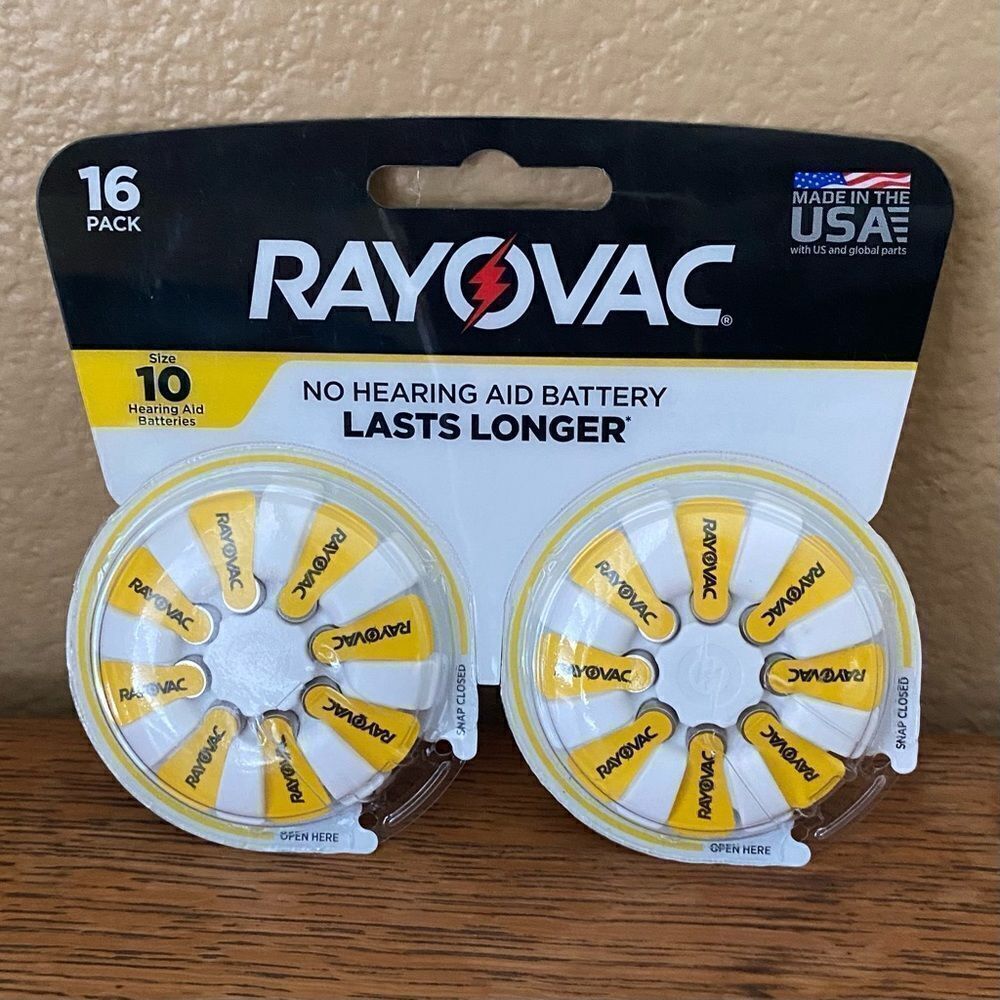 16
PACK
MADE IN THE
USA
with US and global parts
RAYOVAC®
Size
10
Hearing Aid
Batteries
NO HEARING AID BATTERY
LASTS LONGER*
RAYOVAC
RAYOVAC
RAYOVAC
RAYOVAC
RAYOVAC
RAYOVAC
RAYOVAC
RAYOVAC
SNAP CLOSED
OPEN HERE
RAYOVAC
RAYOVAC
RAYOVAC
RAYOVAC
RAYOVAC
RAYOVAC
RAYOVAC
RAYOVAC
SNAP CLOSED
OPEN HERE